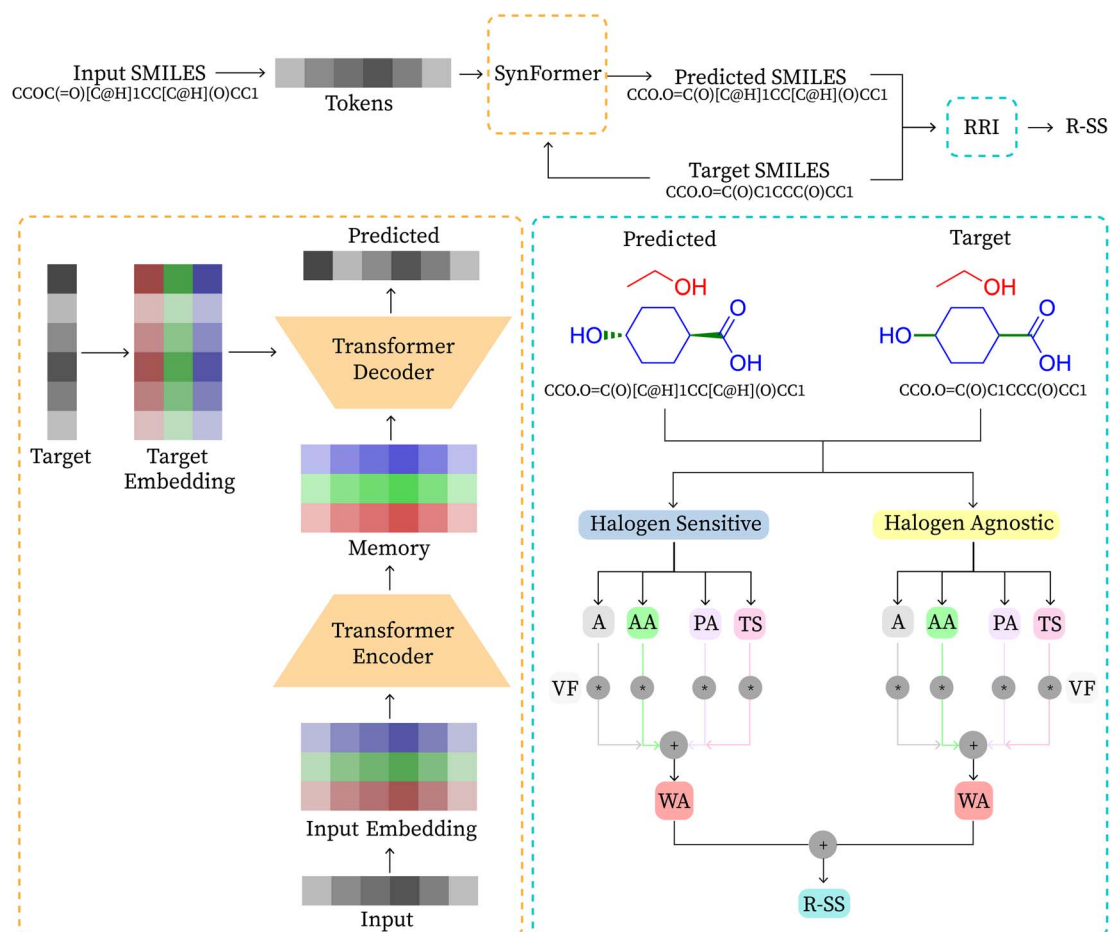 Input SMILES
CCOC(=O)[C@H]1CC[C@H](O)CC1
Tokens
SynFormer
Predicted SMILES
CCO.O=C(O)[C@H]1CC[C@H](O)CC1
RRI
R-SS
Target SMILES
CCO.O=C(O)C1CCC(O)CC1
Predicted
Target
Target
Embedding
Transformer
Decoder
Memory
Transformer
Encoder
Input Embedding
Input
Predicted
OH
HO
O
OH
CCO.O=C(O)[C@H]1CC[C@H](O)CC1
Target
OH
HO
O
OH
CCO.O=C(O)C1CCC(O)CC1
Halogen Sensitive
Halogen Agnostic
A
AA
PA
TS
A
AA
PA
TS
VF
*
*
*
*
*
*
*
*
VF
+
+
WA
WA
+
R-SS